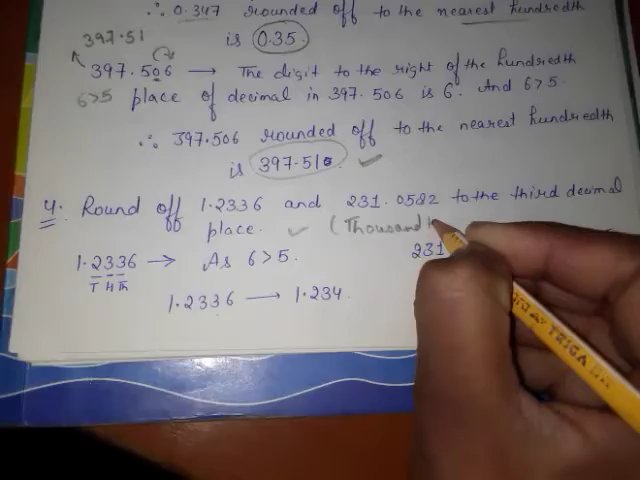 ∴ 0.347 rounded off to the nearest hundredth
397.51 is 0.35.
397.506 → The digit to the right of the hundredth
6>5 place of decimal in 397.506 is 6. And 6>5.
∴ 397.506 rounded off to the nearest hundredth
is 397.51
4. Round off 1.2336 and 231.0582 to the third decimal
place. (Thousand
1.2336 → As 6>5. 231
T H Th
1.2336 → 1.234.
TRIGA